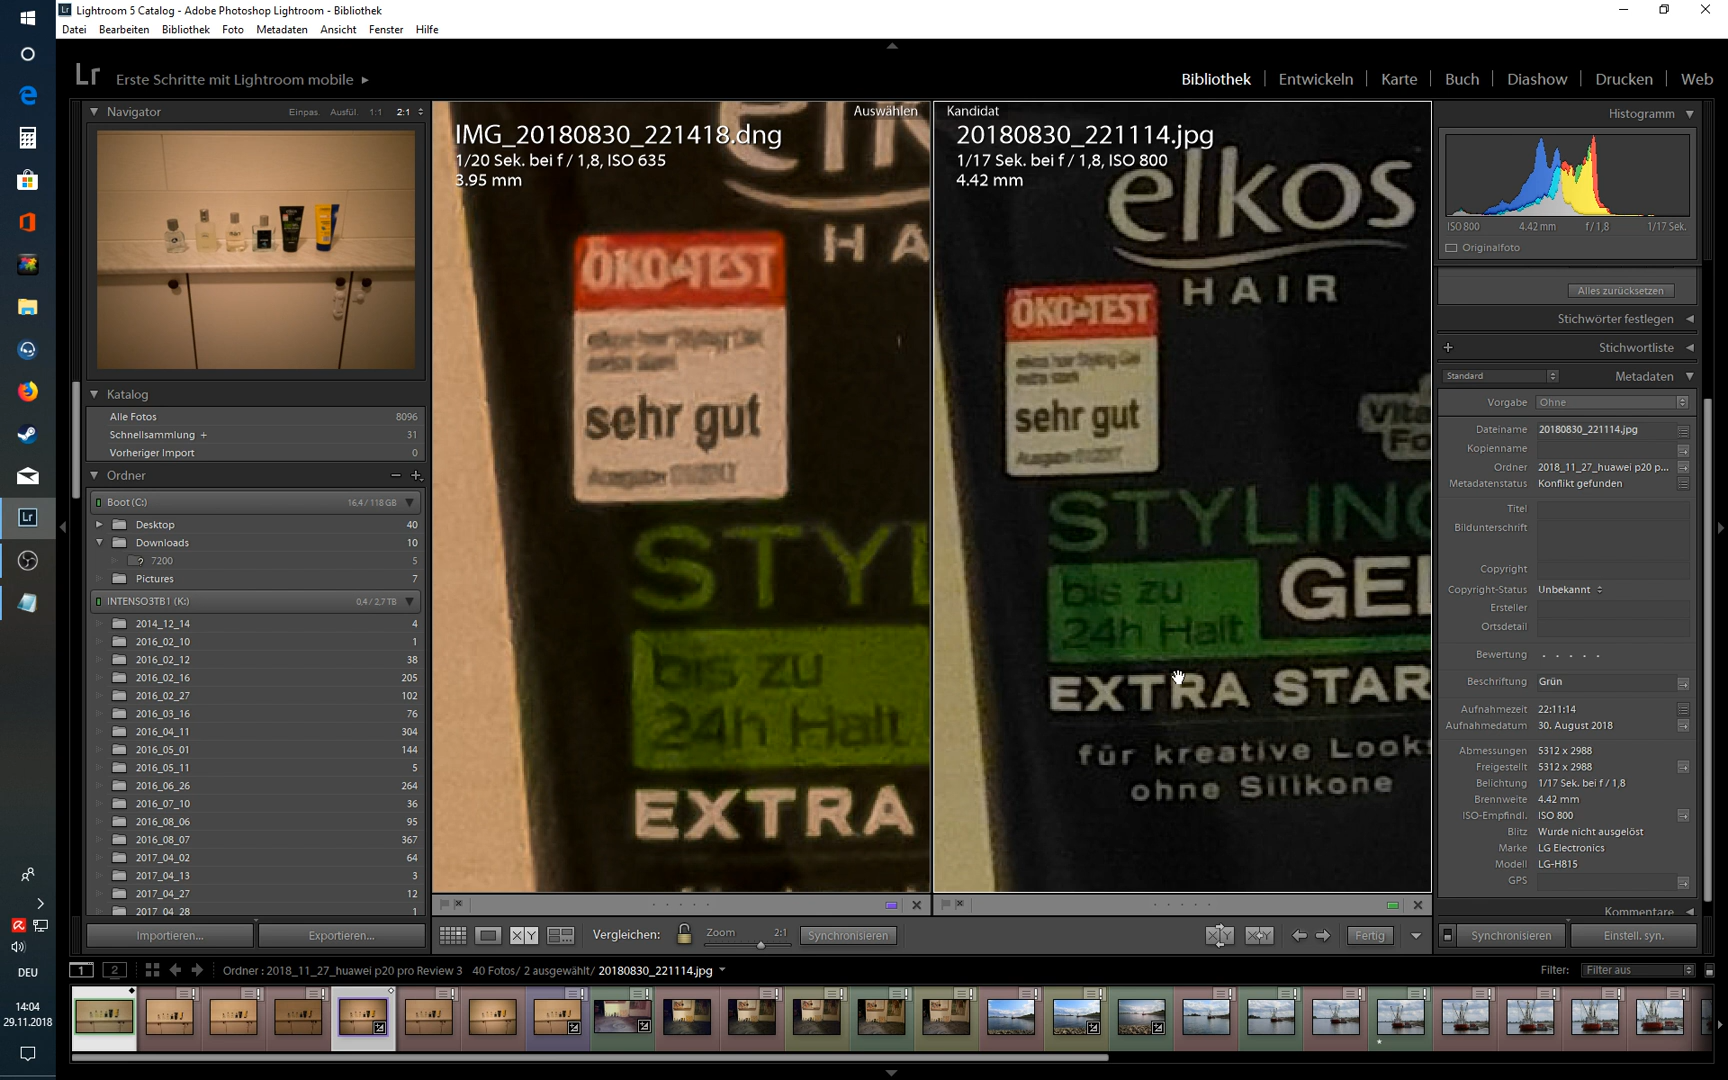 Lightroom 5 Catalog - Adobe Photoshop Lightroom - Bibliothek
Datei Bearbeiten Bibliothek Foto Metadaten Ansicht Fenster Hilfe
Lr Erste Schritte mit Lightroom mobile
Bibliothek Entwickeln Karte Buch Diashow Drucken Web
Navigator Einpas. Ausfül. 1:1 2:1
Katalog
Alle Fotos 8096
Schnellsammlung + 31
Vorheriger Import 0
Ordner
Boot (C:) 16,4 / 118 GB
Desktop 40
Downloads 10
7200 5
Pictures 7
INTENSO3TB1 (K:) 0,4 / 2,7 TB
2014_12_14 4
2016_02_10 1
2016_02_12 38
2016_02_16 205
2016_02_27 102
2016_03_16 76
2016_04_11 304
2016_05_01 144
2016_05_11 5
2016_06_26 264
2016_07_10 36
2016_08_06 95
2016_08_07 367
2017_04_02 64
2017_04_13 3
2017_04_27 12
2017_04_28 1
Importieren... Exportieren...
Auswählen
IMG_20180830_221418.dng
1/20 Sek. bei f / 1,8, ISO 635
3.95 mm
HA
ÖKO-TEST
sehr gut
STYL
bis zu
24h Halt
EXTRA
Kandidat
20180830_221114.jpg
1/17 Sek. bei f / 1,8, ISO 800
4.42 mm
elkos
HAIR
ÖKO-TEST
elkos hair Styling Gel
extra stark
sehr gut
STYLING
GEL
bis zu
24h Halt
EXTRA STAR
für kreative Looks
ohne Silikone
Vergleichen: Zoom 2:1 Synchronisieren
Fertig
Histogramm
ISO 800 4.42 mm f / 1,8 1/17 Sek.
Originalfoto
Alles zurücksetzen
Stichwörter festlegen
Stichwortliste
Standard Metadaten
Vorgabe Ohne
Dateiname 20180830_221114.jpg
Kopienname
Ordner 2018_11_27_huawei p20 p...
Metadatenstatus Konflikt gefunden
Titel
Bildunterschrift
Copyright
Copyright-Status Unbekannt
Ersteller
Ortsdetail
Bewertung
Beschriftung Grün
Aufnahmezeit 22:11:14
Aufnahmedatum 30. August 2018
Abmessungen 5312 x 2988
Freigestellt 5312 x 2988
Belichtung 1/17 Sek. bei f / 1,8
Brennweite 4.42 mm
ISO-Empfindl. ISO 800
Blitz Wurde nicht ausgelöst
Marke LG Electronics
Modell LG-H815
GPS
Kommentare
Synchronisieren Einstell. syn.
1 2 Ordner : 2018_11_27_huawei p20 pro Review 3 40 Fotos/ 2 ausgewählt/ 20180830_221114.jpg
Filter: Filter aus
DEU
14:04
29.11.2018